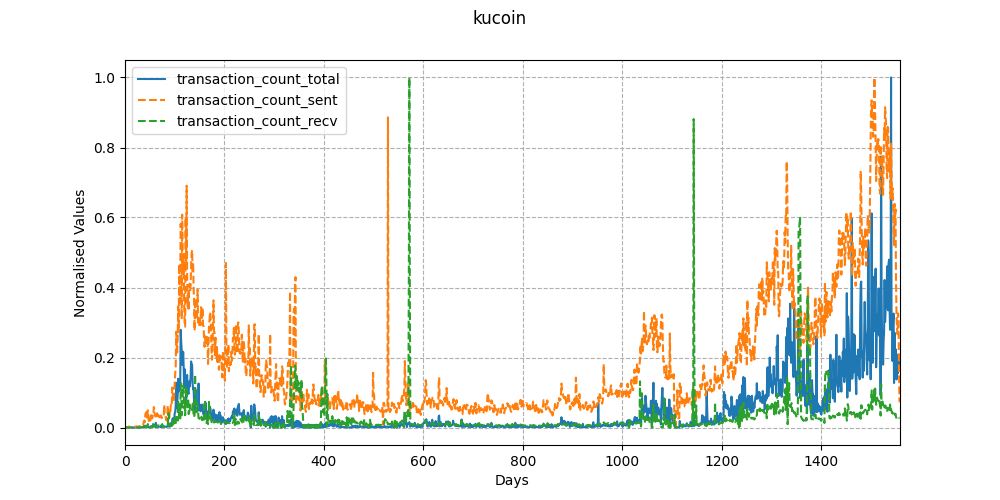 kucoin
transaction_count_total
transaction_count_sent
transaction_count_recv
1.0
0.8
0.6
0.4
0.2
0.0
Normalised Values
0 200 400 600 800 1000 1200 1400
Days